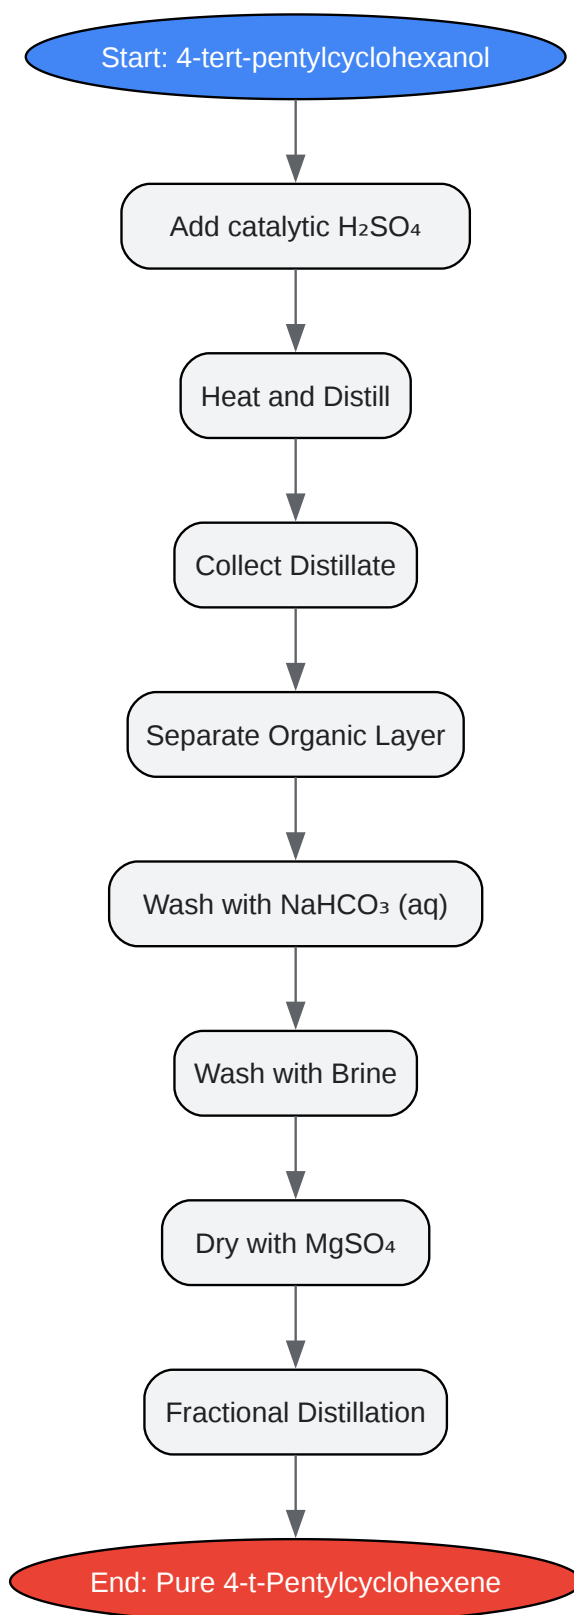 Start: 4-tert-pentylcyclohexanol
Add catalytic H₂SO₄
Heat and Distill
Collect Distillate
Separate Organic Layer
Wash with NaHCO₃ (aq)
Wash with Brine
Dry with MgSO₄
Fractional Distillation
End: Pure 4-t-Pentylcyclohexene